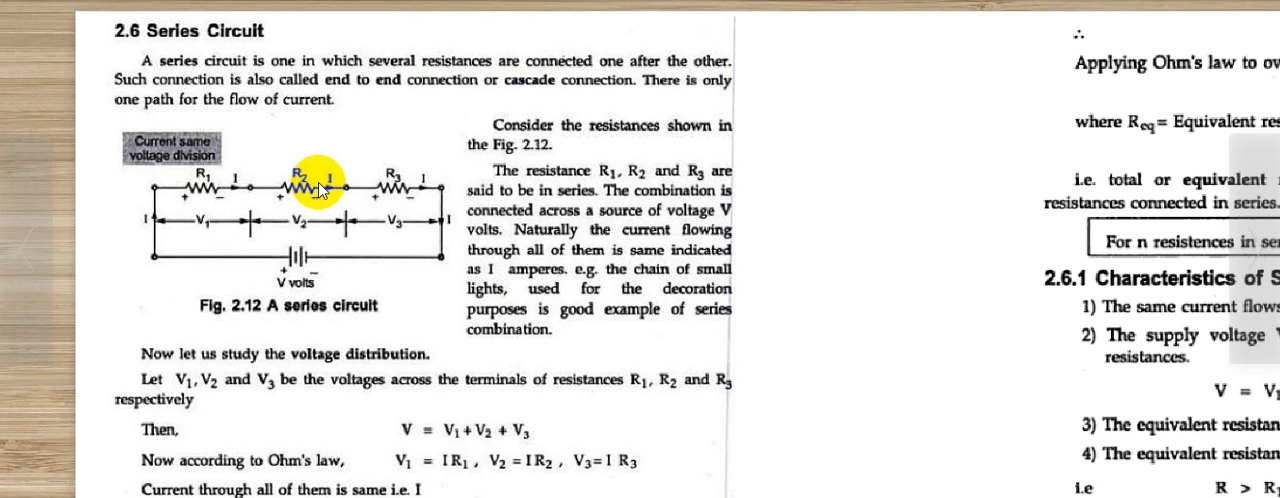 2.6 Series Circuit
A series circuit is one in which several resistances are connected one after the other.
Such connection is also called end to end connection or cascade connection. There is only
one path for the flow of current.
Current same
voltage division
R1 I R2 I R3 I
+ – + – + –
I V1 V2 V3 I
+ –
V volts
Fig. 2.12 A series circuit
Consider the resistances shown in
the Fig. 2.12.
The resistance R1, R2 and R3 are
said to be in series. The combination is
connected across a source of voltage V
volts. Naturally the current flowing
through all of them is same indicated
as I amperes. e.g. the chain of small
lights, used for the decoration
purposes is good example of series
combination.
Now let us study the voltage distribution.
Let V1, V2 and V3 be the voltages across the terminals of resistances R1, R2 and R3
respectively
Then, V = V1 + V2 + V3
Now according to Ohm's law, V1 = IR1 , V2 = IR2 , V3 = I R3
Current through all of them is same i.e. I
∴
Applying Ohm's law to ov
where Req = Equivalent res
i.e. total or equivalent
resistances connected in series.
For n resistences in se
2.6.1 Characteristics of S
1) The same current flows
2) The supply voltage
resistances.
V = V1
3) The equivalent resistan
4) The equivalent resistan
i.e R > R1